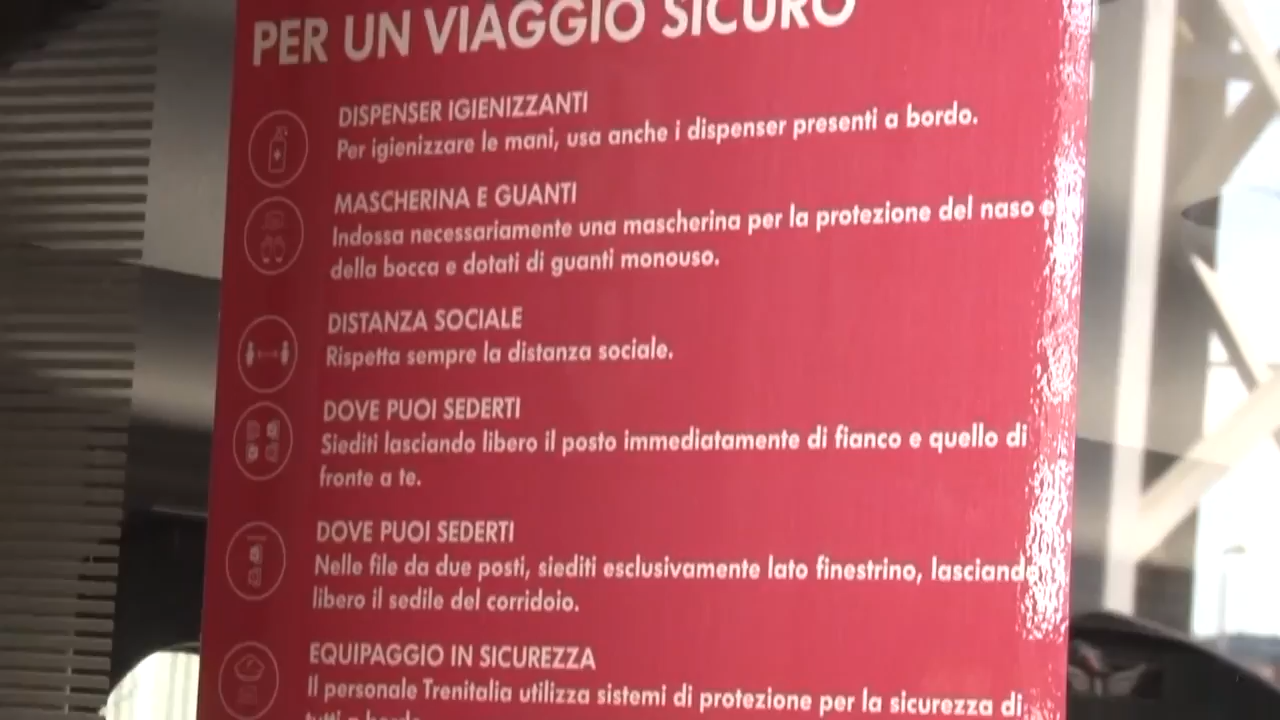 PER UN VIAGGIO SICURO
DISPENSER IGIENIZZANTI
Per igienizzare le mani, usa anche i dispenser presenti a bordo.
MASCHERINA E GUANTI
Indossa necessariamente una mascherina per la protezione del naso e
della bocca e dotati di guanti monouso.
DISTANZA SOCIALE
Rispetta sempre la distanza sociale.
DOVE PUOI SEDERTI
Siediti lasciando libero il posto immediatamente di fianco e quello di
fronte a te.
DOVE PUOI SEDERTI
Nelle file da due posti, siediti esclusivamente lato finestrino, lasciando
libero il sedile del corridoio.
EQUIPAGGIO IN SICUREZZA
Il personale Trenitalia utilizza sistemi di protezione per la sicurezza di